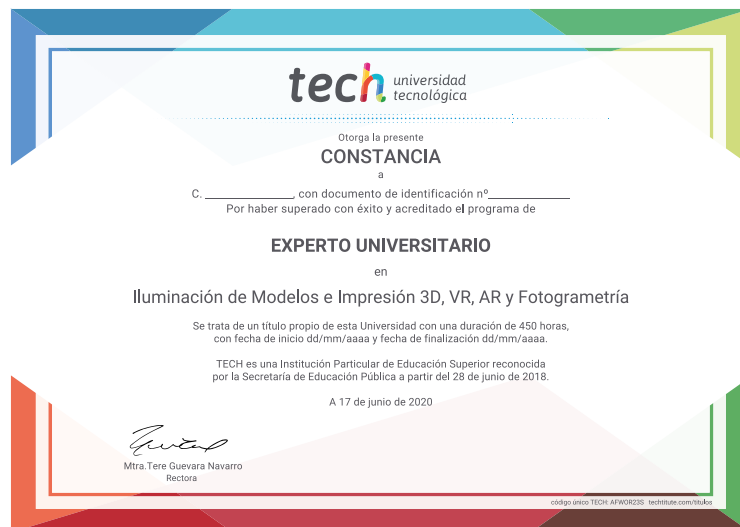 tech universidad
tecnológica
Otorga la presente
CONSTANCIA
a
C. ______________, con documento de identificación nº______________
Por haber superado con éxito y acreditado el programa de
EXPERTO UNIVERSITARIO
en
Iluminación de Modelos e Impresión 3D, VR, AR y Fotogrametría
Se trata de un título propio de esta Universidad con una duración de 450 horas,
con fecha de inicio dd/mm/aaaa y fecha de finalización dd/mm/aaaa.
TECH es una Institución Particular de Educación Superior reconocida
por la Secretaría de Educación Pública a partir del 28 de junio de 2018.
A 17 de junio de 2020
Mtra.Tere Guevara Navarro
Rectora
código único TECH: AFWOR23S techtitute.com/titulos